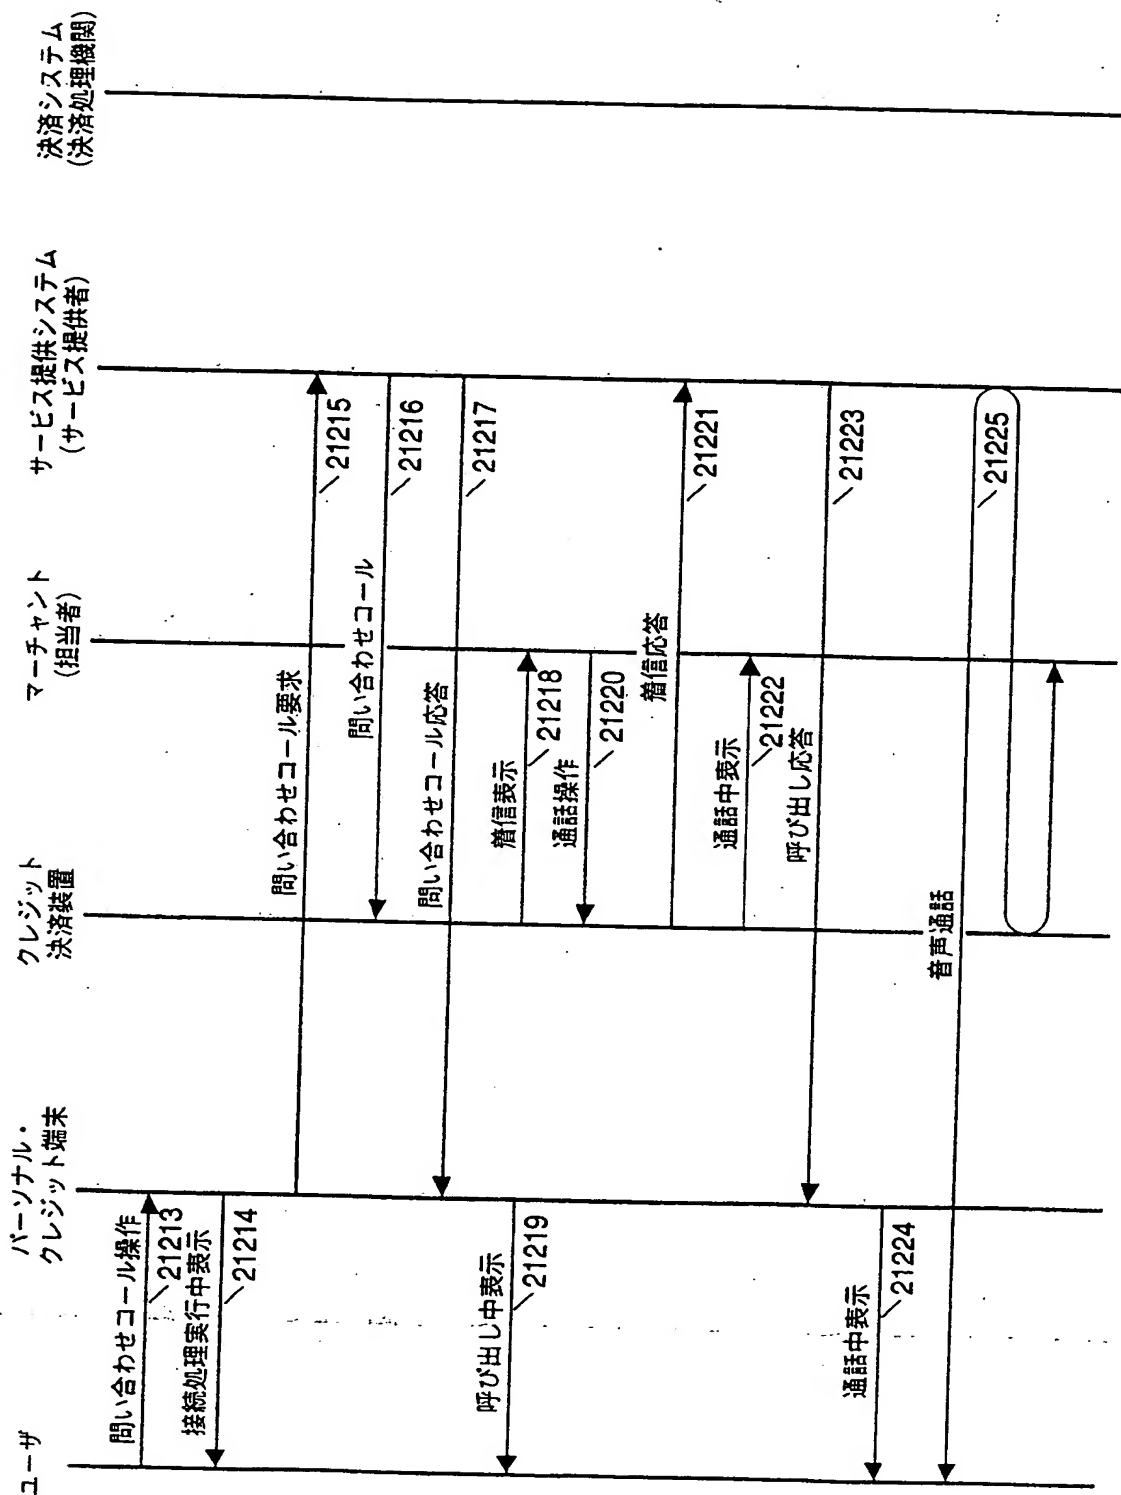 ユーザ
パーソナル・
クレジット端末
クレジット
決済装置
マーチャント
(担当者)
サービス提供システム
(サービス提供者)
決済システム
(決済処理機関)
問い合わせコール操作
21213
接続処理実行中表示
21214
問い合わせコール要求
21215
問い合わせコール
21216
問い合わせコール応答
21217
着信表示
21218
呼び出し中表示
21219
通話操作
21220
着信応答
21221
通話中表示
21222
呼び出し応答
21223
通話中表示
21224
音声通話
21225